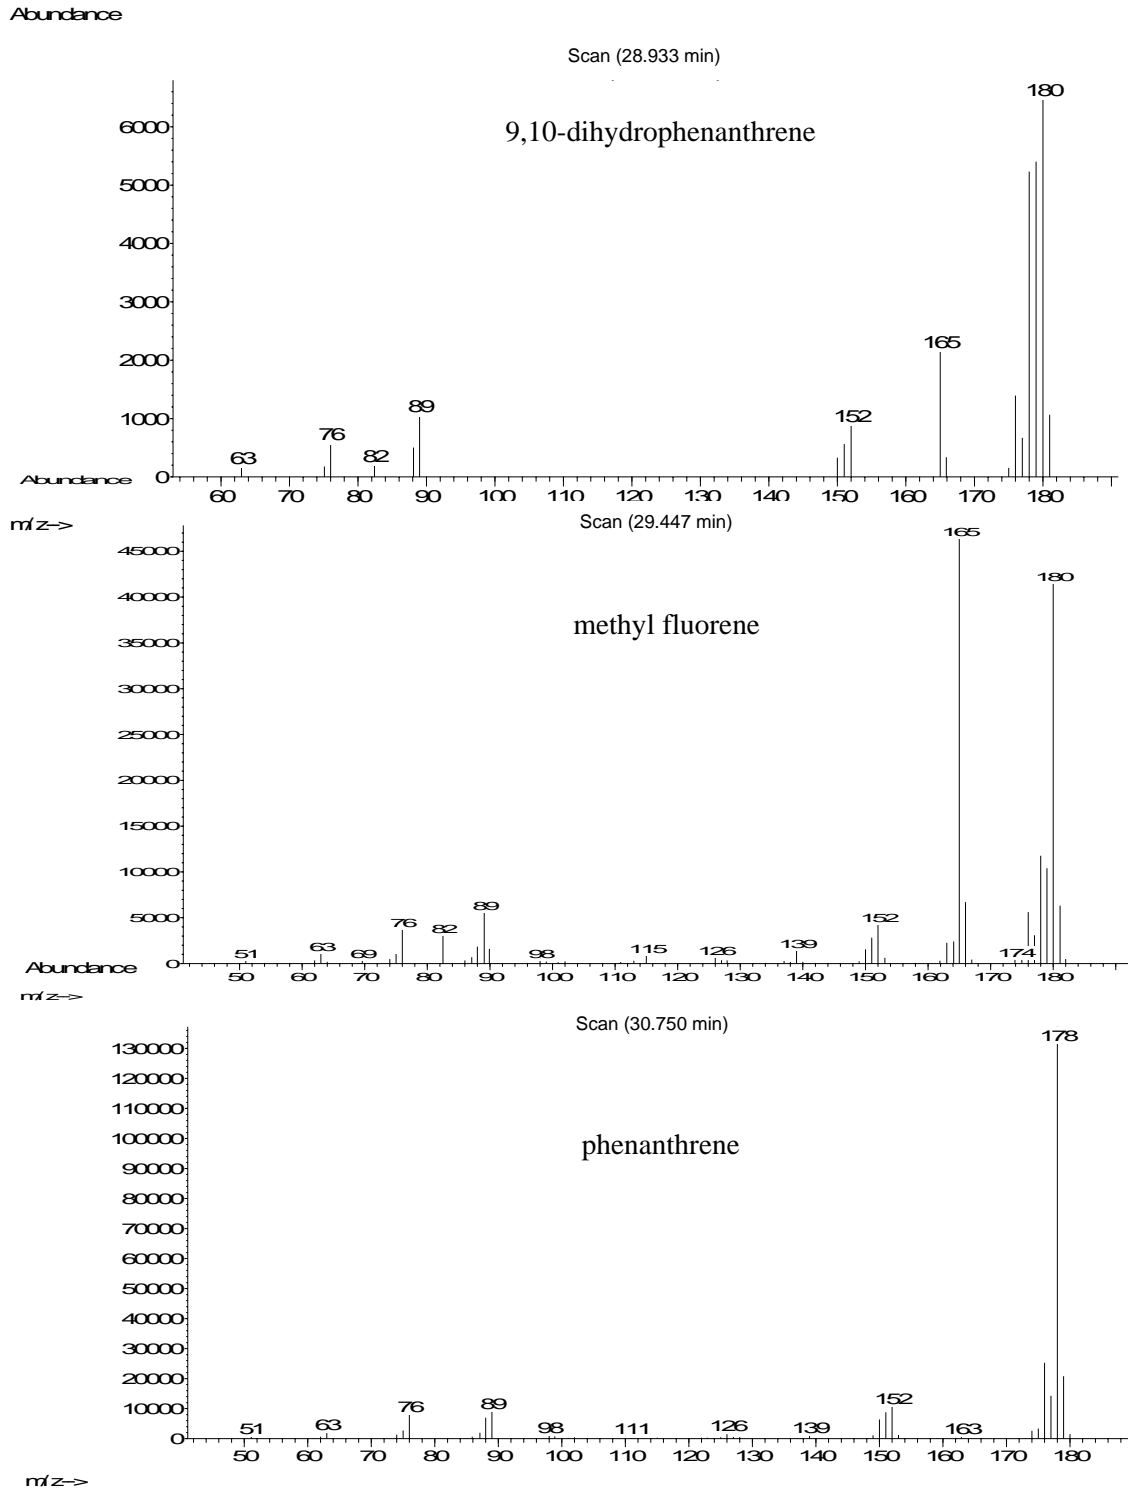 Abundance
Scan (28.933 min)
9,10-dihydrophenanthrene
180
6000
5000
4000
3000
2000
1000
0
165
152
89
76
82
63
60 70 80 90 100 110 120 130 140 150 160 170 180
Abundance
m/z-->
Scan (29.447 min)
methyl fluorene
165
180
45000
40000
35000
30000
25000
20000
15000
10000
5000
0
51 63 69 76 82 89 98 115 126 139 152 174
50 60 70 80 90 100 110 120 130 140 150 160 170 180
Abundance
m/z-->
Scan (30.750 min)
phenanthrene
178
130000
120000
110000
100000
90000
80000
70000
60000
50000
40000
30000
20000
10000
0
51 63 76 89 98 111 126 139 152 163
50 60 70 80 90 100 110 120 130 140 150 160 170 180
m/z-->